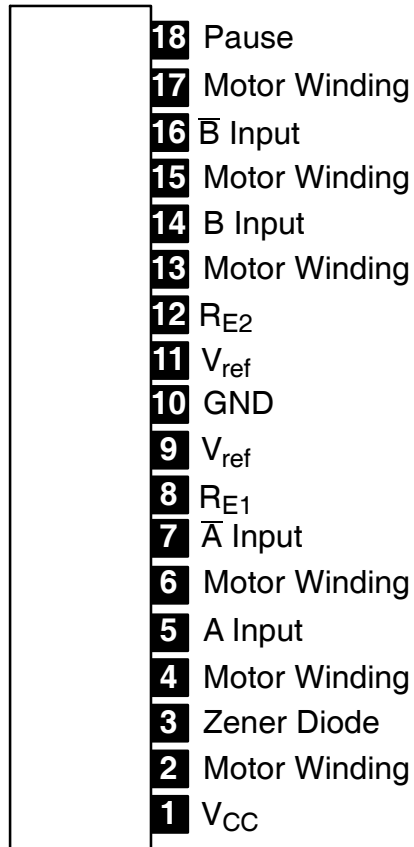 18 Pause
17 Motor Winding
16 B̅ Input
15 Motor Winding
14 B Input
13 Motor Winding
12 RE2
11 Vref
10 GND
9 Vref
8 RE1
7 A̅ Input
6 Motor Winding
5 A Input
4 Motor Winding
3 Zener Diode
2 Motor Winding
1 VCC